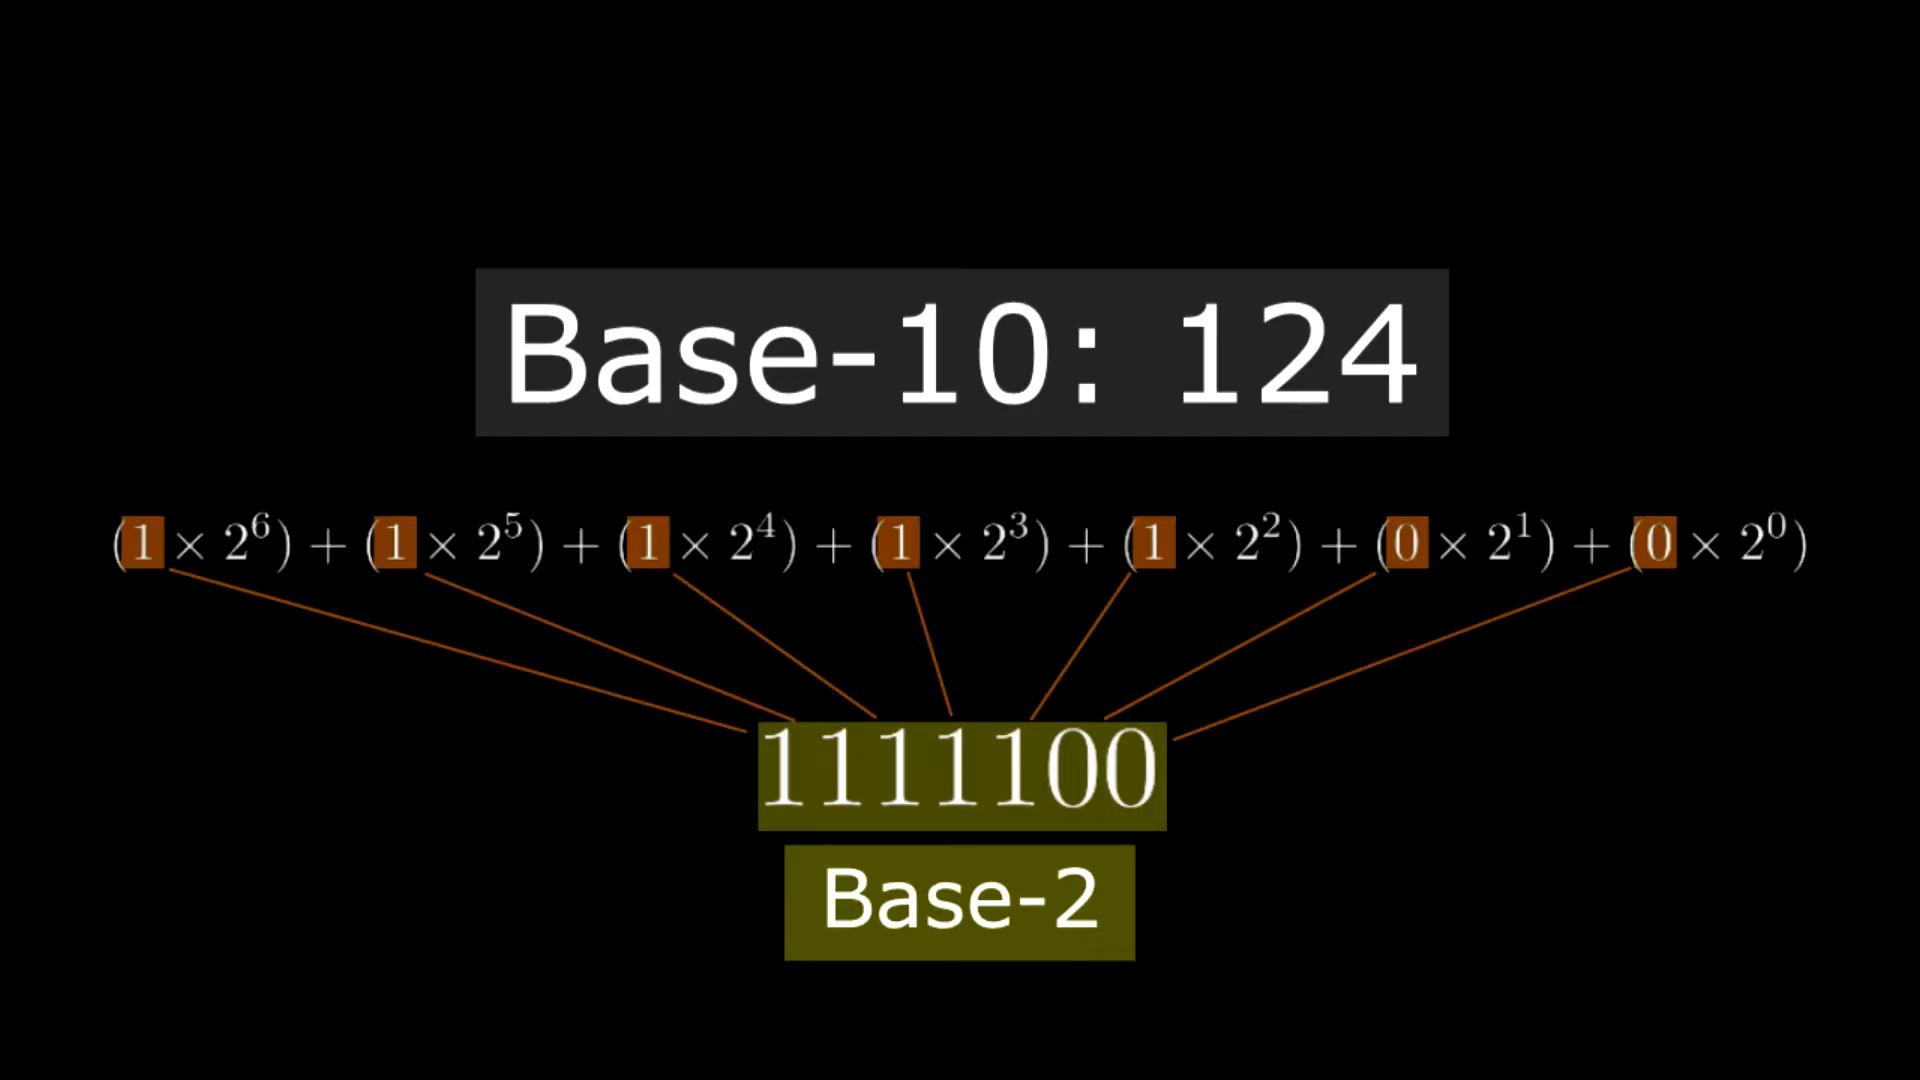 Base-10: 124
(1 × 2⁶) + (1 × 2⁵) + (1 × 2⁴) + (1 × 2³) + (1 × 2²) + (0 × 2¹) + (0 × 2⁰)
1111100
Base-2